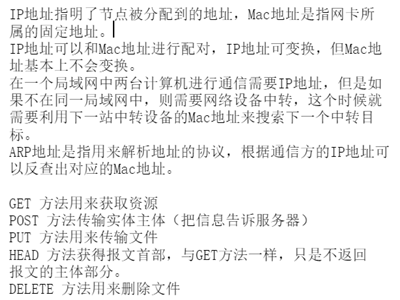 IP地址指明了节点被分配到的地址，Mac地址是指网卡所
属的固定地址。
IP地址可以和Mac地址进行配对，IP地址可变换，但Mac地
址基本上不会变换。
在一个局域网中两台计算机进行通信需要IP地址，但是如
果不在同一局域网中，则需要网络设备中转，这个时候就
需要利用下一站中转设备的Mac地址来搜索下一个中转目
标。
ARP地址是指用来解析地址的协议，根据通信方的IP地址可
以反查出对应的Mac地址。
GET 方法用来获取资源
POST 方法传输实体主体（把信息告诉服务器）
PUT 方法用来传输文件
HEAD 方法获得报文首部，与GET方法一样，只是不返回
报文的主体部分。
DELETE 方法用来删除文件